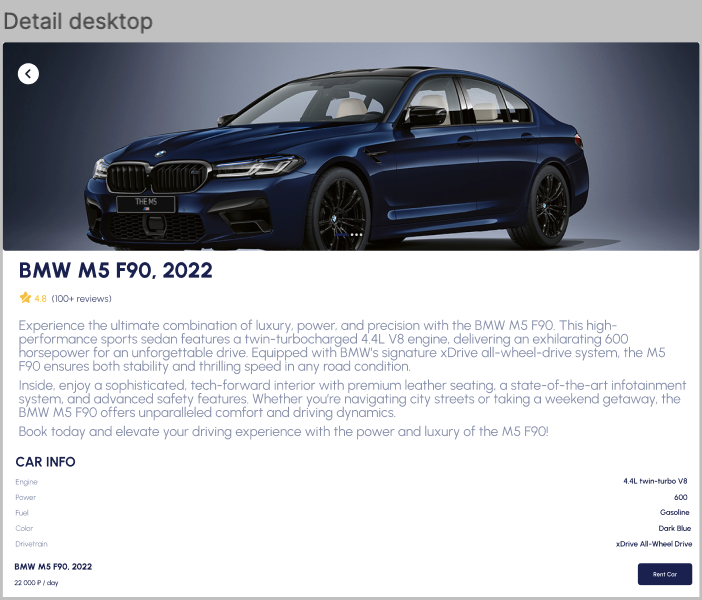 Detail desktop
THE M5
BMW M5 F90, 2022
4.8 (100+ reviews)
Experience the ultimate combination of luxury, power, and precision with the BMW M5 F90. This high-
performance sports sedan features a twin-turbocharged 4.4L V8 engine, delivering an exhilarating 600
horsepower for an unforgettable drive. Equipped with BMW's signature xDrive all-wheel-drive system, the M5
F90 ensures both stability and thrilling speed in any road condition.
Inside, enjoy a sophisticated, tech-forward interior with premium leather seating, a state-of-the-art infotainment
system, and advanced safety features. Whether you're navigating city streets or taking a weekend getaway, the
BMW M5 F90 offers unparalleled comfort and driving dynamics.
Book today and elevate your driving experience with the power and luxury of the M5 F90!
CAR INFO
Engine 4.4L twin-turbo V8
Power 600
Fuel Gasoline
Color Dark Blue
Drivetrain xDrive All-Wheel Drive
BMW M5 F90, 2022
22 000 ₽ / day
Rent Car